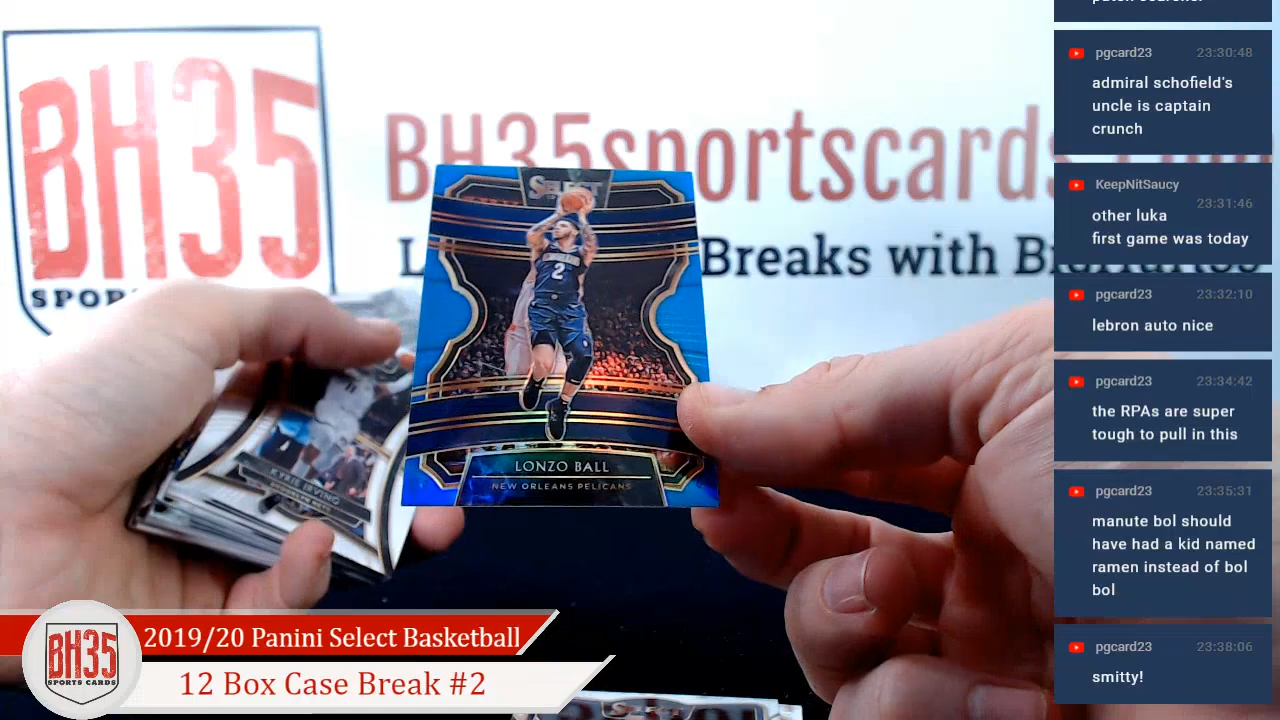 BH35
SPOR
BH35sportscards
Breaks with
SELECT
2
LONZO BALL
NEW ORLEANS PELICANS
KYRIE IRVING
BROOKLYN NETS
BH35
SPORTS CARDS
2019/20 Panini Select Basketball
12 Box Case Break #2
pgcard23 23:30:48
admiral schofield's
uncle is captain
crunch
KeepNitSaucy 23:31:46
other luka
first game was today
pgcard23 23:32:10
lebron auto nice
pgcard23 23:34:42
the RPAs are super
tough to pull in this
pgcard23 23:35:31
manute bol should
have had a kid named
ramen instead of bol
bol
pgcard23 23:38:06
smitty!